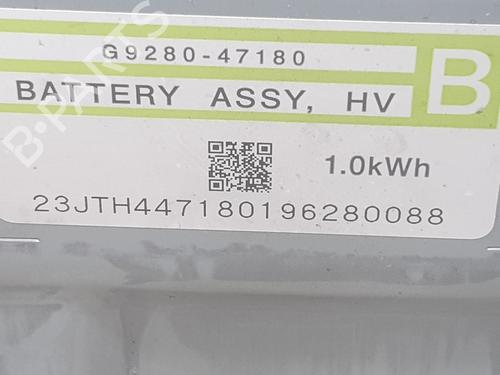 G9280-47180
BATTERY ASSY, HV
B
1.0kWh
23JTH447180196280088
B-PARTS